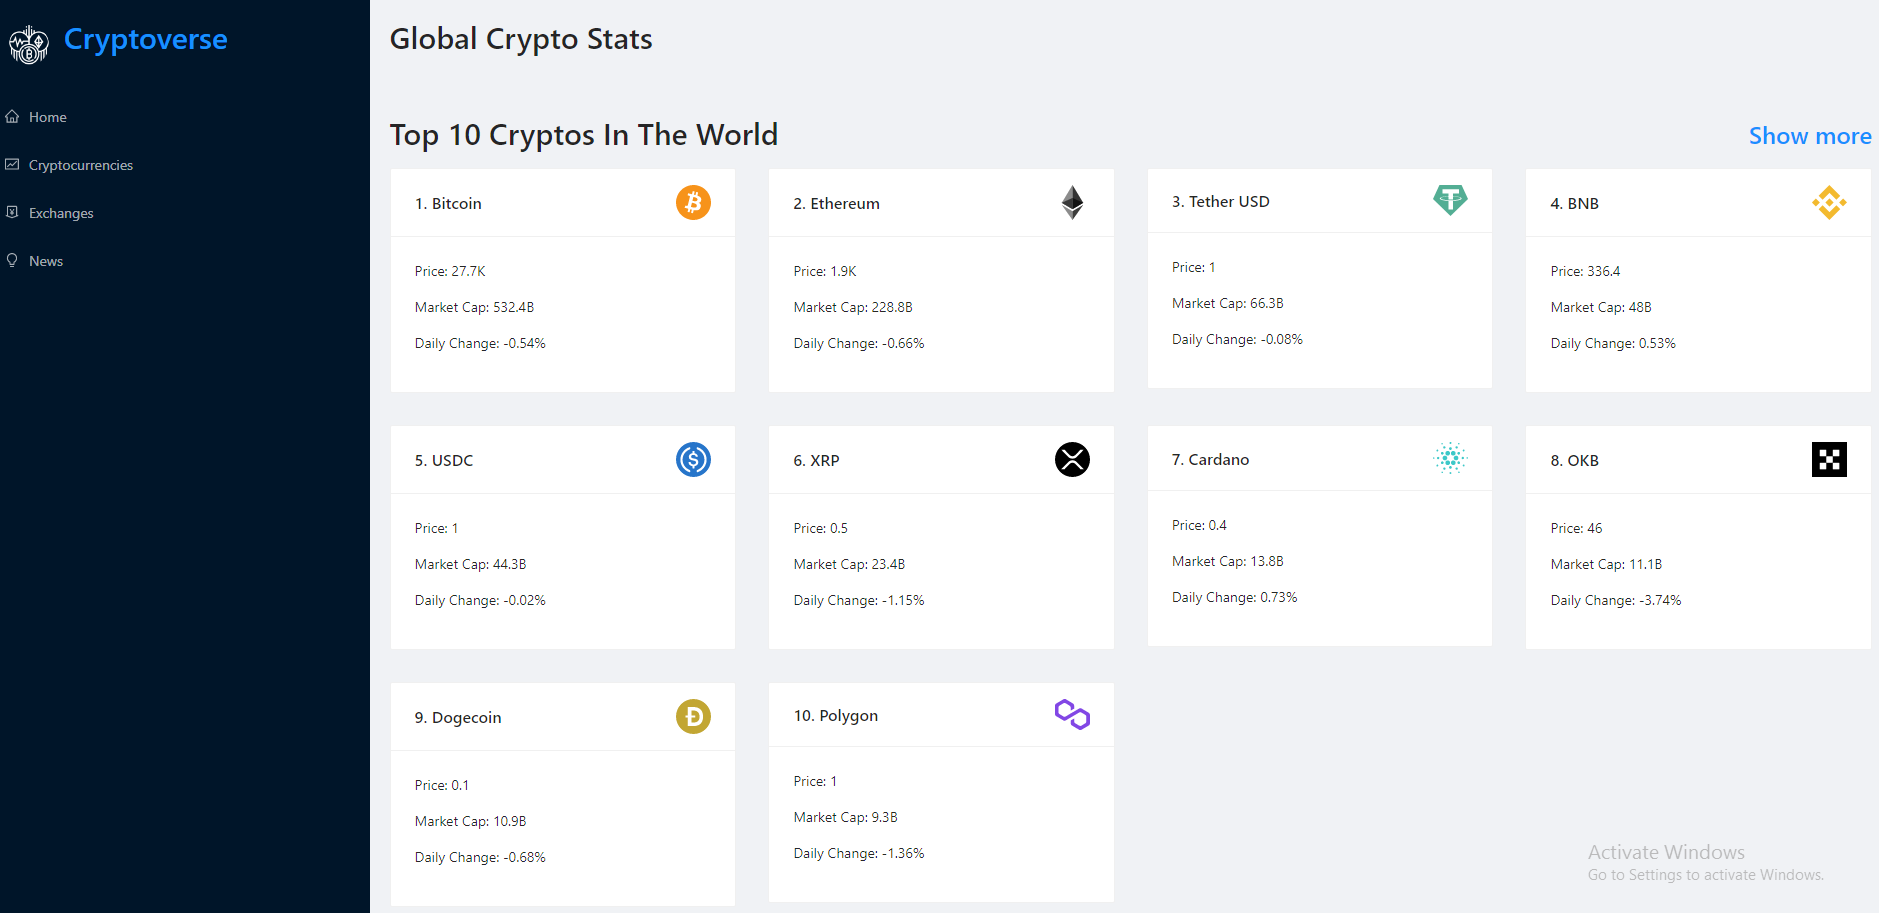 Cryptoverse
Home
Cryptocurrencies
Exchanges
News
Global Crypto Stats
Top 10 Cryptos In The World
Show more
1. Bitcoin
Price: 27.7K
Market Cap: 532.4B
Daily Change: -0.54%
2. Ethereum
Price: 1.9K
Market Cap: 228.8B
Daily Change: -0.66%
3. Tether USD
Price: 1
Market Cap: 66.3B
Daily Change: -0.08%
4. BNB
Price: 336.4
Market Cap: 48B
Daily Change: 0.53%
5. USDC
Price: 1
Market Cap: 44.3B
Daily Change: -0.02%
6. XRP
Price: 0.5
Market Cap: 23.4B
Daily Change: -1.15%
7. Cardano
Price: 0.4
Market Cap: 13.8B
Daily Change: 0.73%
8. OKB
Price: 46
Market Cap: 11.1B
Daily Change: -3.74%
9. Dogecoin
Price: 0.1
Market Cap: 10.9B
Daily Change: -0.68%
10. Polygon
Price: 1
Market Cap: 9.3B
Daily Change: -1.36%
Activate Windows
Go to Settings to activate Windows.